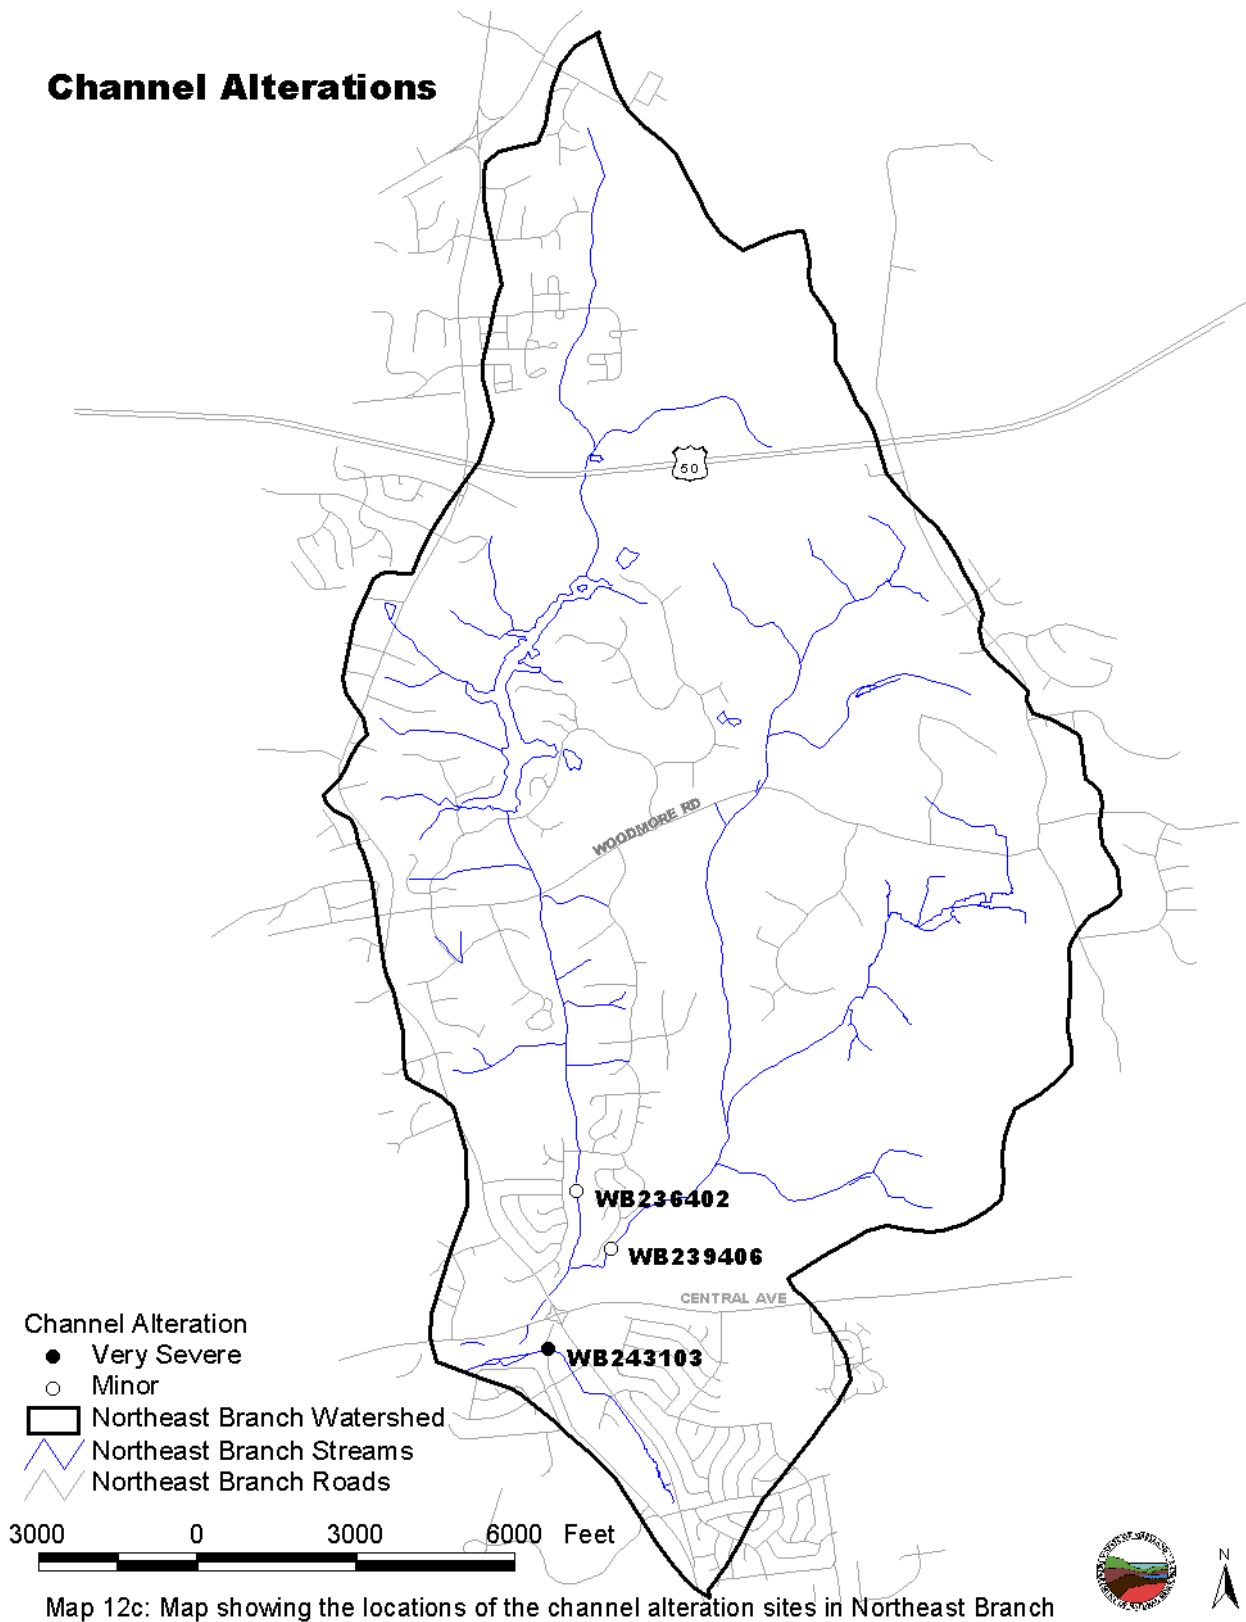 Channel Alterations
50
WOODMORE RD
WB236402
WB239406
CENTRAL AVE
WB243103
Channel Alteration
Very Severe
Minor
Northeast Branch Watershed
Northeast Branch Streams
Northeast Branch Roads
3000 0 3000 6000 Feet
N
Map 12c: Map showing the locations of the channel alteration sites in Northeast Branch